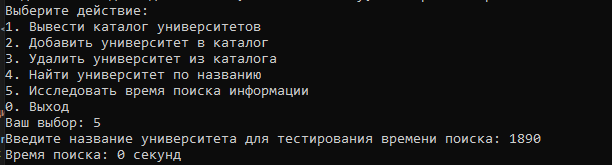 Выберите действие:
1. Вывести каталог университетов
2. Добавить университет в каталог
3. Удалить университет из каталога
4. Найти университет по названию
5. Исследовать время поиска информации
0. Выход
Ваш выбор: 5
Введите название университета для тестирования времени поиска: 1890
Время поиска: 0 секунд